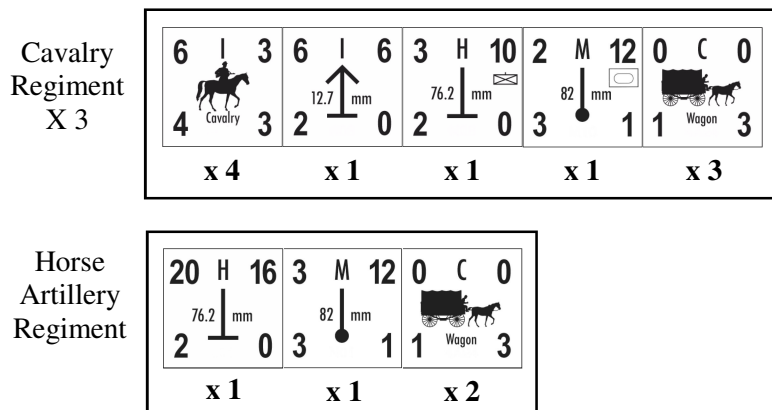 Cavalry
Regiment
X 3
6 I 3
Cavalry
4 3
x 4
6 I 6
12.7 mm
2 0
x 1
3 H 10
76.2 mm
2 0
x 1
2 M 12
82 mm
3 1
x 1
0 C 0
Wagon
1 3
x 3
Horse
Artillery
Regiment
20 H 16
76.2 mm
2 0
x 1
3 M 12
82 mm
3 1
x 1
0 C 0
Wagon
1 3
x 2